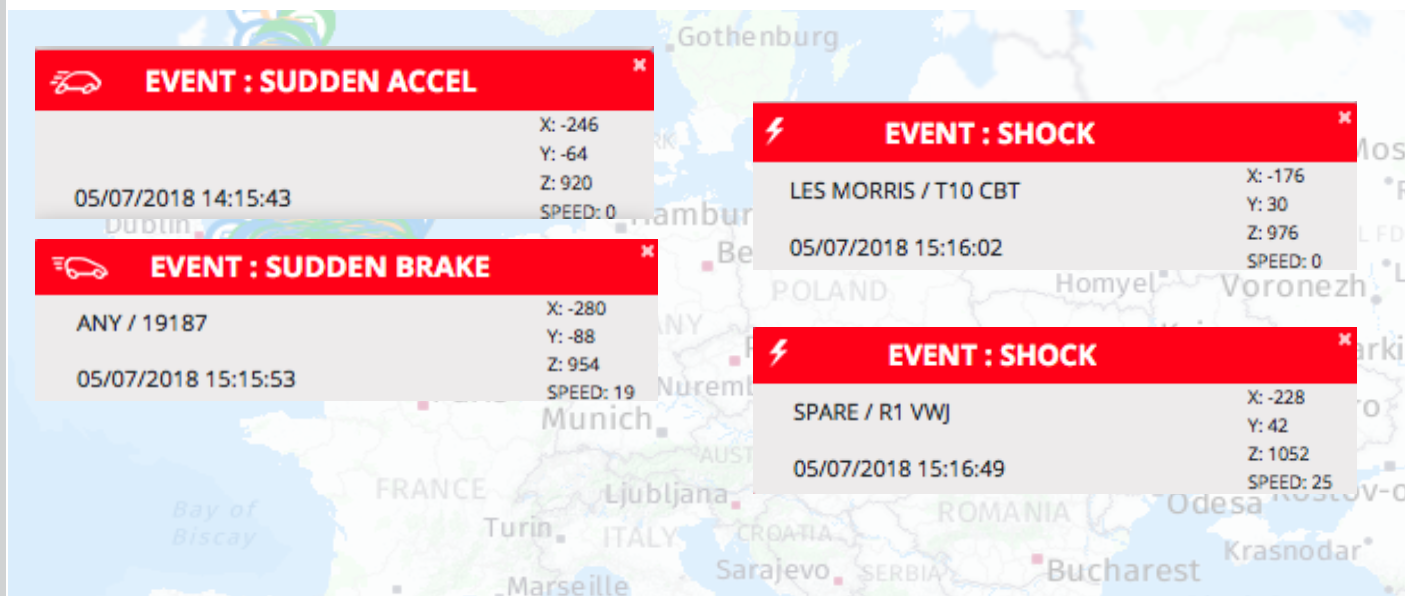 Gothenburg
EVENT : SUDDEN ACCEL
X: -246
Y: -64
Z: 920
05/07/2018 14:15:43
SPEED: 0
EVENT : SHOCK
LES MORRIS / T10 CBT
X: -176
Y: 30
Z: 976
05/07/2018 15:16:02
SPEED: 0
Dublin
EVENT : SUDDEN BRAKE
ANY / 19187
X: -280
Y: -88
Z: 954
05/07/2018 15:15:53
SPEED: 19
POLAND
Homyel
Voronezh
EVENT : SHOCK
SPARE / R1 VWJ
X: -228
Y: 42
Z: 1052
05/07/2018 15:16:49
SPEED: 25
Munich
FRANCE
Ljubljana
Odesa
Bay of
Biscay
Turin
ITALY
CROATIA
ROMANIA
Krasnodar
Marseille
Sarajevo
SERBIA
Bucharest